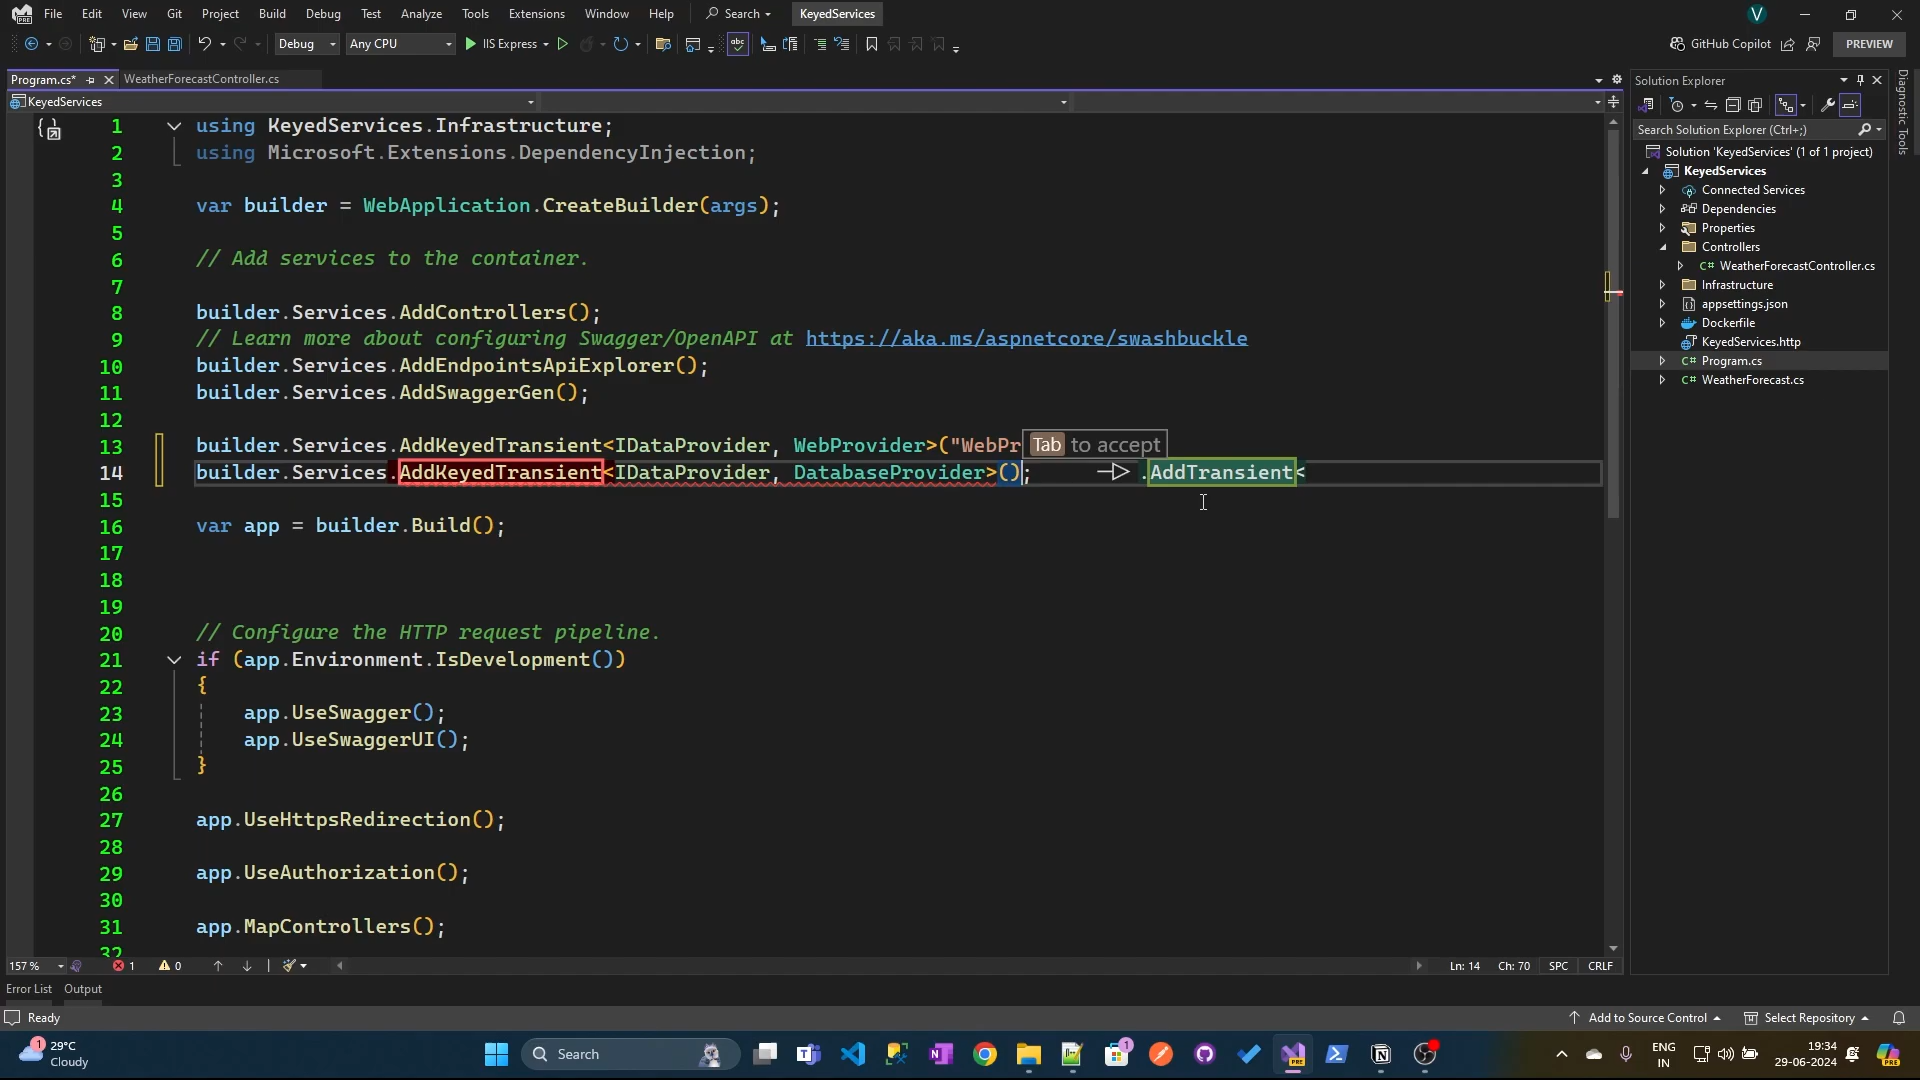 File Edit View Git Project Build Debug Test Analyze Tools Extensions Window Help Search KeyedServices V
PRE
Debug Any CPU IIS Express abc GitHub Copilot PREVIEW
Program.cs* WeatherForecastController.cs
KeyedServices
1 using KeyedServices.Infrastructure;
2 using Microsoft.Extensions.DependencyInjection;
3
4 var builder = WebApplication.CreateBuilder(args);
5
6 // Add services to the container.
7
8 builder.Services.AddControllers();
9 // Learn more about configuring Swagger/OpenAPI at https://aka.ms/aspnetcore/swashbuckle
10 builder.Services.AddEndpointsApiExplorer();
11 builder.Services.AddSwaggerGen();
12
13 builder.Services.AddKeyedTransient<IDataProvider, WebProvider>("WebPr Tab to accept
14 builder.Services.AddKeyedTransient<IDataProvider, DatabaseProvider>(); .AddTransient<
15
16 var app = builder.Build();
17
18
19
20 // Configure the HTTP request pipeline.
21 if (app.Environment.IsDevelopment())
22 {
23 app.UseSwagger();
24 app.UseSwaggerUI();
25 }
26
27 app.UseHttpsRedirection();
28
29 app.UseAuthorization();
30
31 app.MapControllers();
32
157 % 1 0 Ln: 14 Ch: 70 SPC CRLF
Error List Output
Ready Add to Source Control Select Repository
Solution Explorer
Search Solution Explorer (Ctrl+;)
Solution 'KeyedServices' (1 of 1 project)
KeyedServices
Connected Services
Dependencies
Properties
Controllers
C# WeatherForecastController.cs
Infrastructure
appsettings.json
Dockerfile
KeyedServices.http
C# Program.cs
C# WeatherForecast.cs
Diagnostic Tools
1 29°C
Cloudy
Search
1
ENG
IN
19:34
29-06-2024
PRE